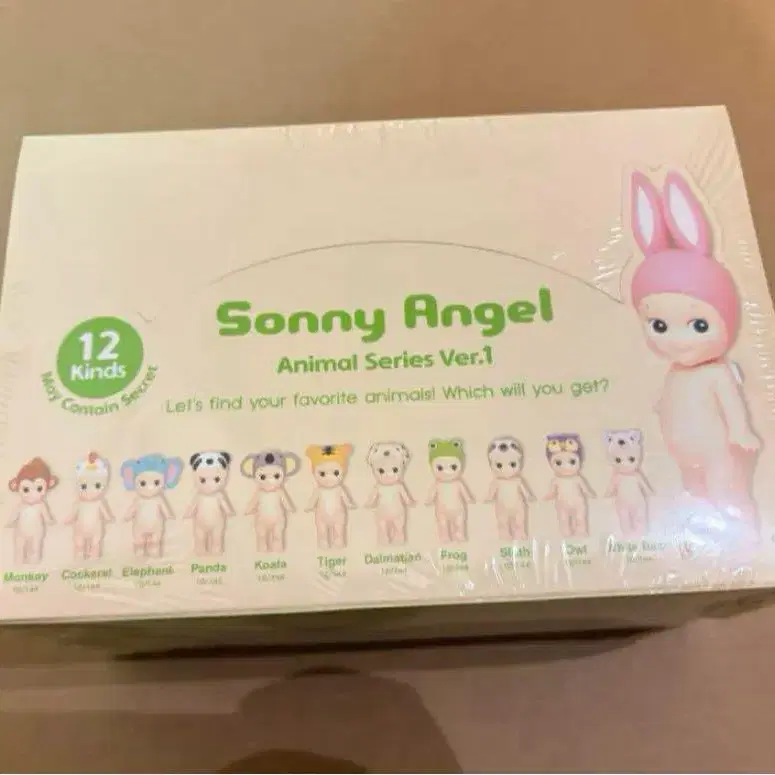 Sonny Angel
Animal Series Ver.1
12
Kinds
May Contain Secret
Let's find your favorite animals! Which will you get?
Monkey Cockerel Elephant Panda Koala Tiger Dalmatian Frog Sloth Owl